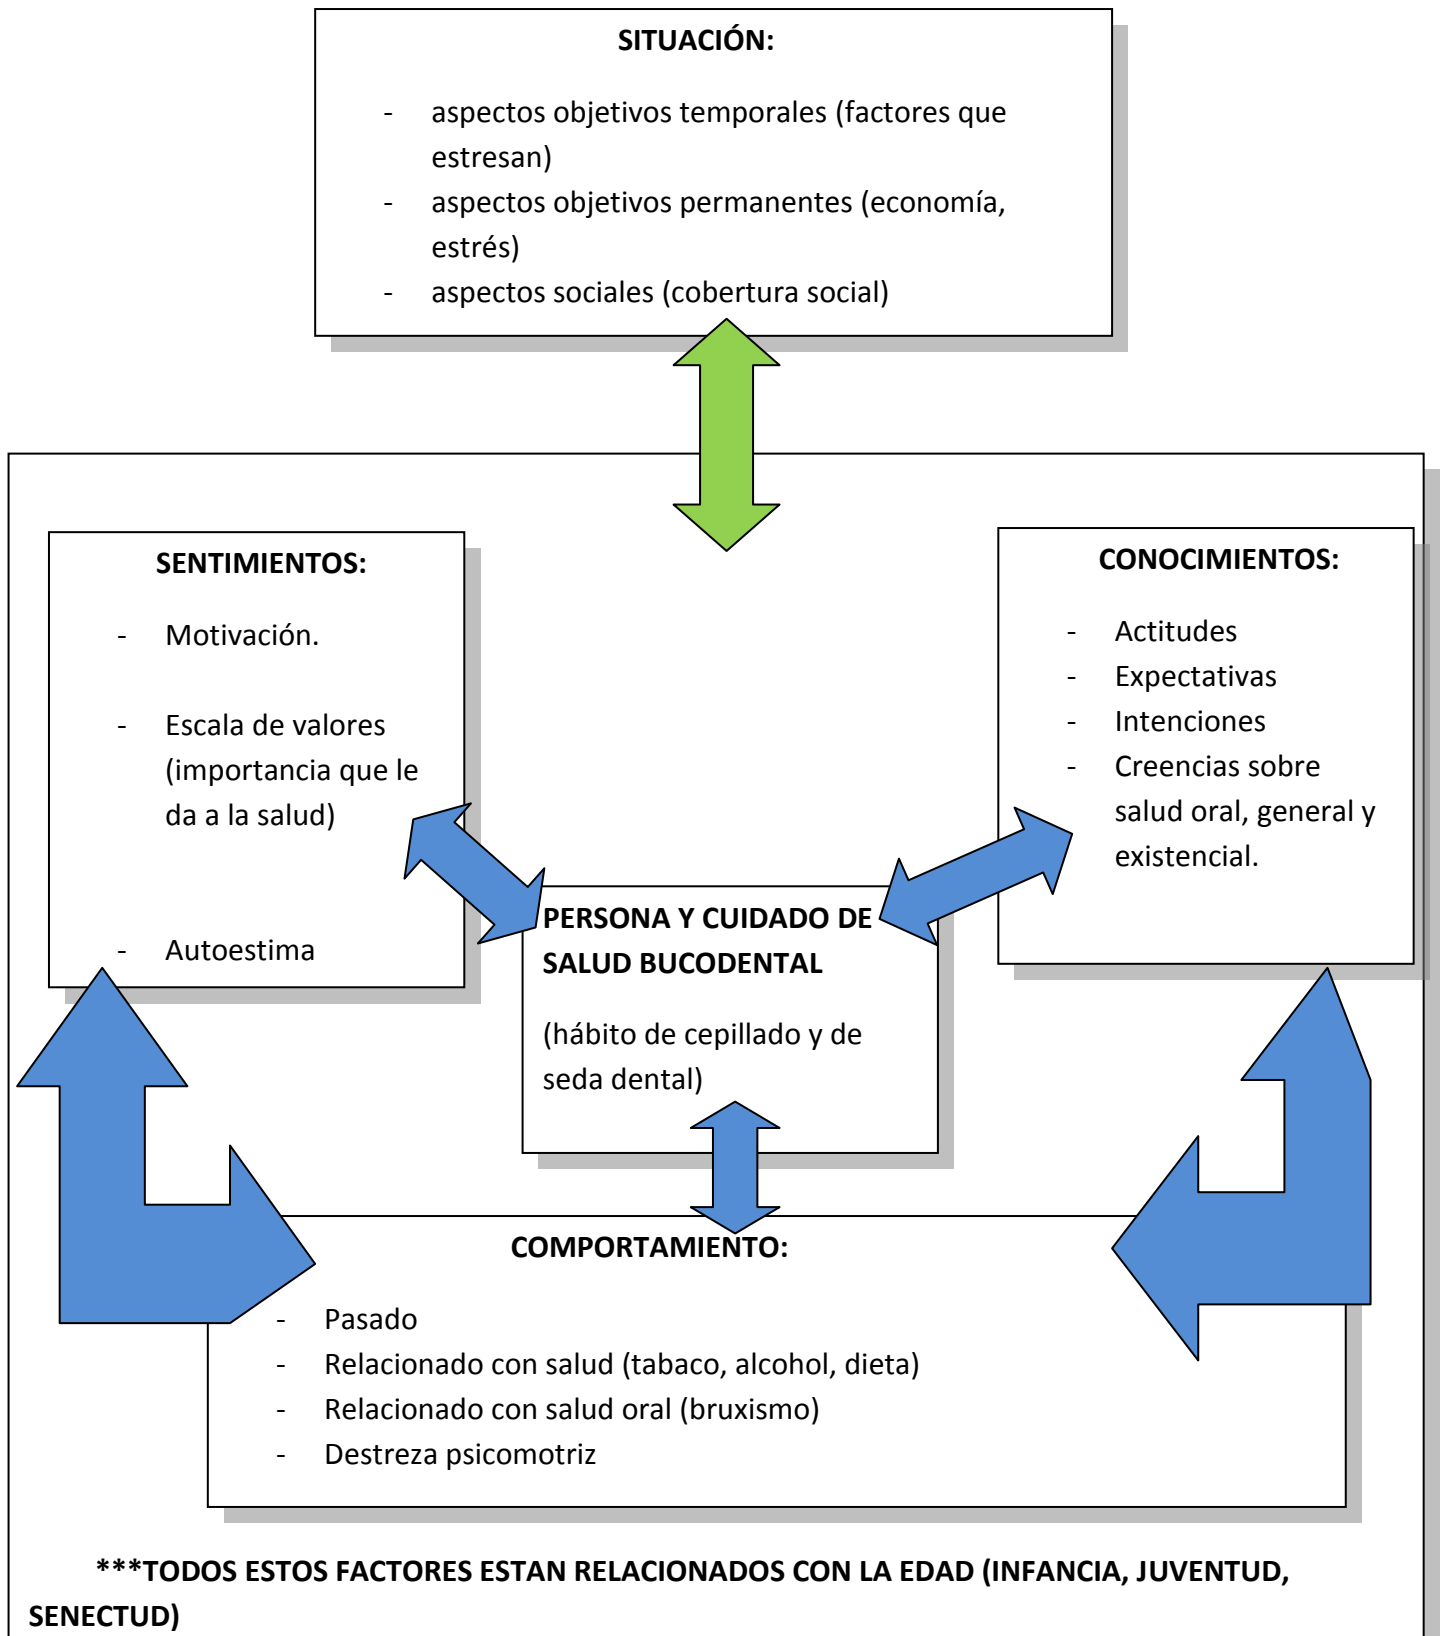 SITUACIÓN:
- aspectos objetivos temporales (factores que
estresan)
- aspectos objetivos permanentes (economía,
estrés)
- aspectos sociales (cobertura social)
SENTIMIENTOS:
- Motivación.
- Escala de valores
(importancia que le
da a la salud)
- Autoestima
CONOCIMIENTOS:
- Actitudes
- Expectativas
- Intenciones
- Creencias sobre
salud oral, general y
existencial.
PERSONA Y CUIDADO DE
SALUD BUCODENTAL
(hábito de cepillado y de
seda dental)
COMPORTAMIENTO:
- Pasado
- Relacionado con salud (tabaco, alcohol, dieta)
- Relacionado con salud oral (bruxismo)
- Destreza psicomotriz
***TODOS ESTOS FACTORES ESTAN RELACIONADOS CON LA EDAD (INFANCIA, JUVENTUD,
SENECTUD)